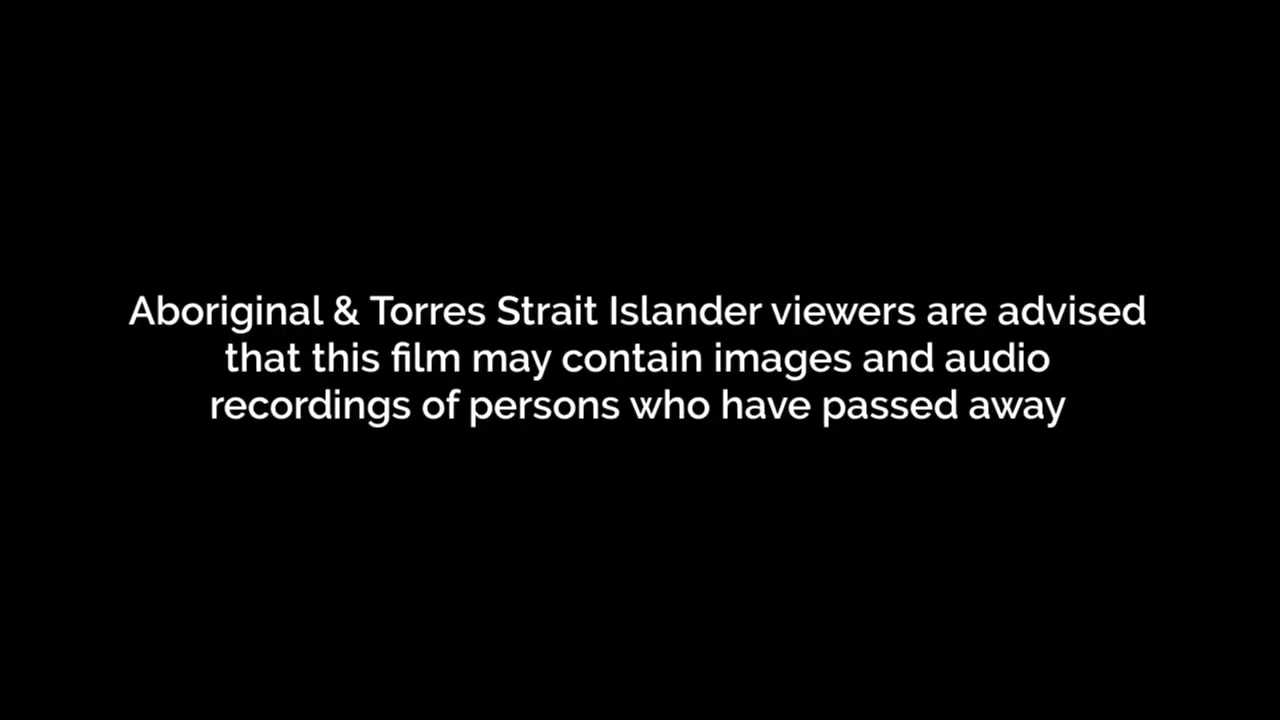 Aboriginal & Torres Strait Islander viewers are advised
that this film may contain images and audio
recordings of persons who have passed away